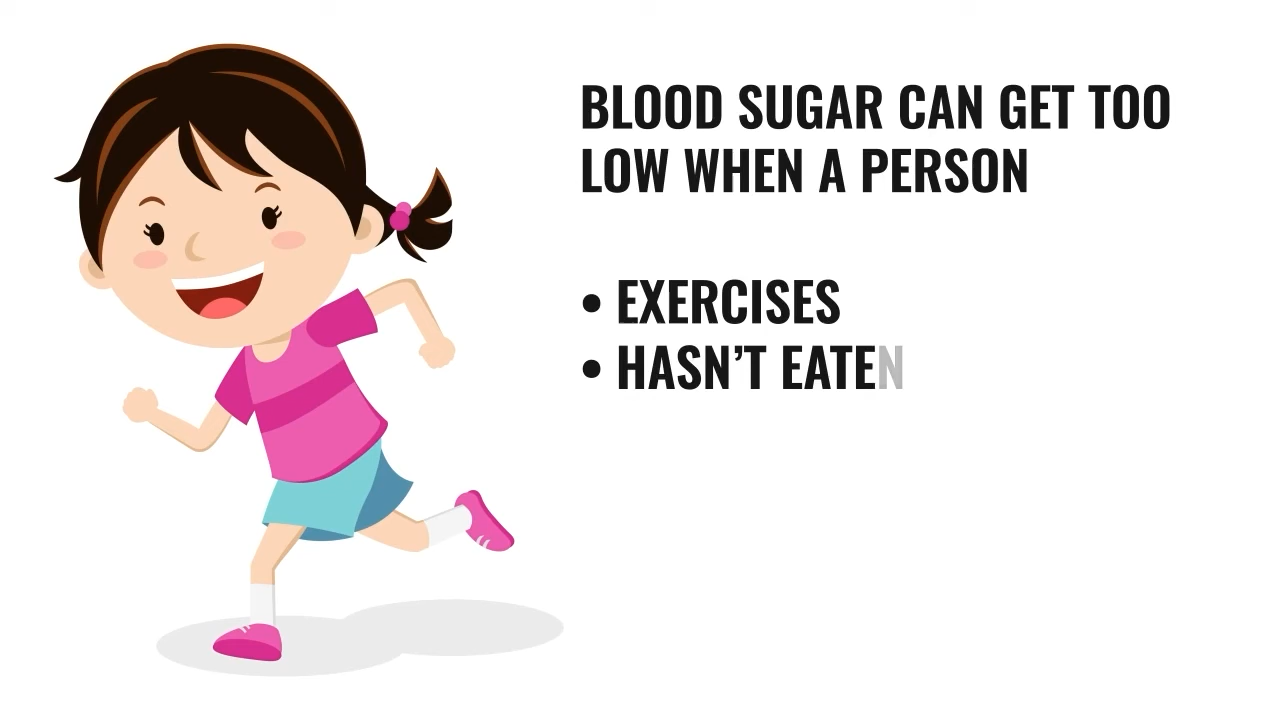 BLOOD SUGAR CAN GET TOO
LOW WHEN A PERSON
• EXERCISES
• HASN’T EATEN